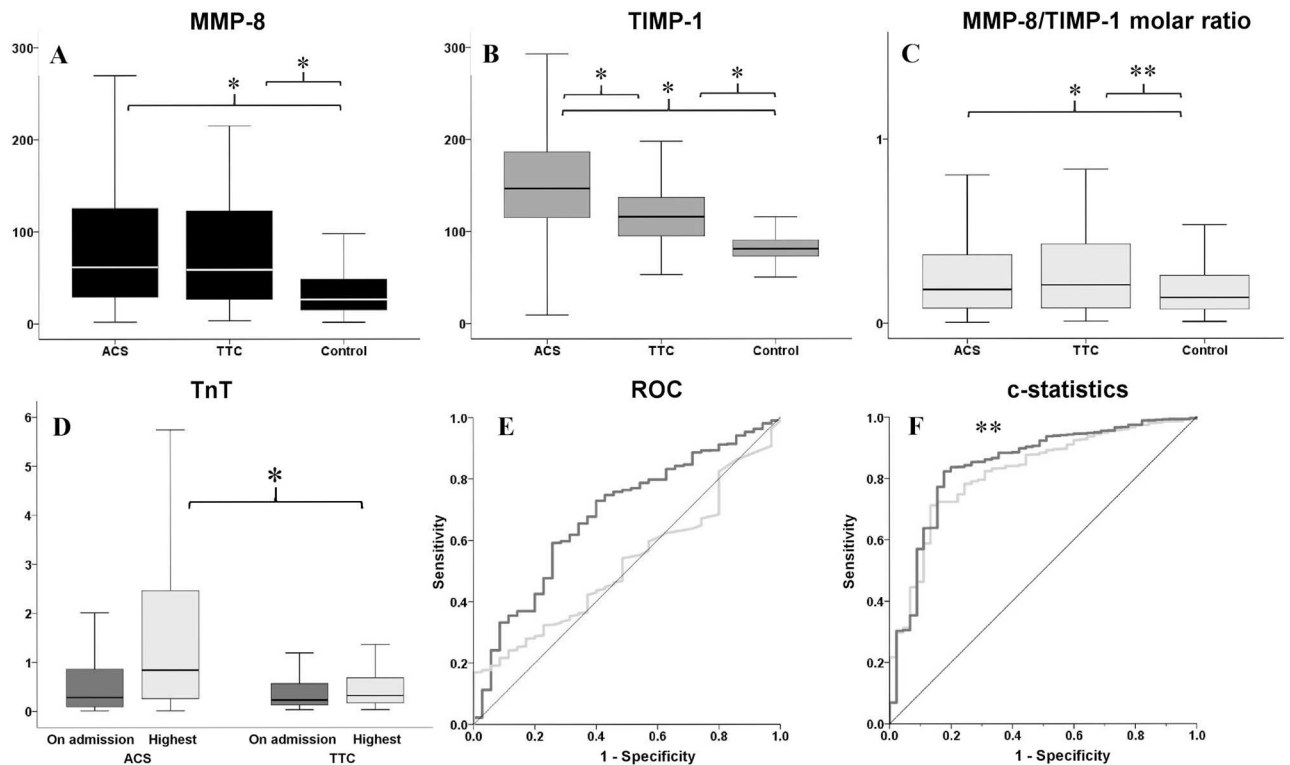 MMP-8
A
300
200
100
0
*
*
ACS TTC Control
TIMP-1
B
300
200
100
0
*
*
*
ACS TTC Control
MMP-8/TIMP-1 molar ratio
C
1
0
*
**
ACS TTC Control
TnT
D
6
5
4
3
2
1
0
*
On admission Highest On admission Highest
ACS TTC
ROC
E
Sensitivity
1.0
0.8
0.6
0.4
0.2
0.0
0.0 0.2 0.4 0.6 0.8 1.0
1 - Specificity
c-statistics
F
**
Sensitivity
1.0
0.8
0.6
0.4
0.2
0.0
0.0 0.2 0.4 0.6 0.8 1.0
1 - Specificity